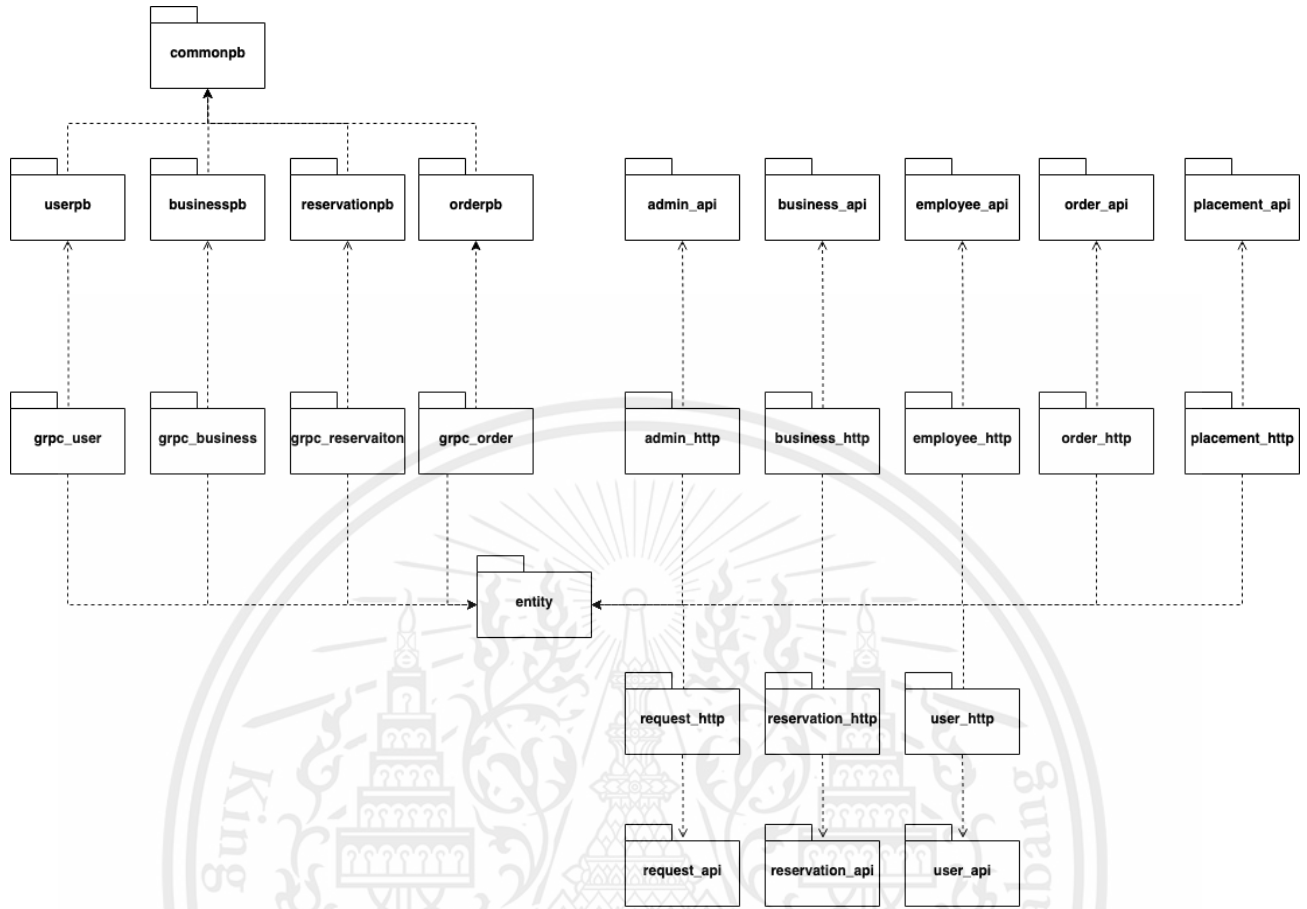 commonpb
userpb
businesspb
reservationpb
orderpb
admin_api
business_api
employee_api
order_api
placement_api
grpc_user
grpc_business
grpc_reservaiton
grpc_order
admin_http
business_http
employee_http
order_http
placement_http
entity
request_http
reservation_http
user_http
request_api
reservation_api
user_api
King